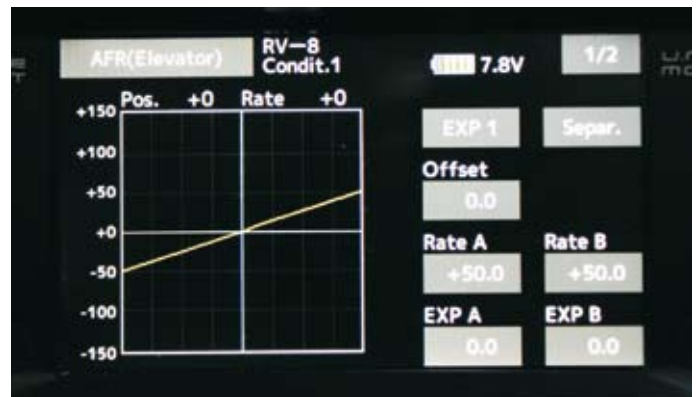 AFR(Elevator)
RV-8
Condit.1
7.8V
1/2
Pos. +0 Rate +0
+150
+100
+50
+0
-50
-100
-150
EXP 1
Separ.
Offset
0.0
Rate A Rate B
+50.0 +50.0
EXP A EXP B
0.0 0.0